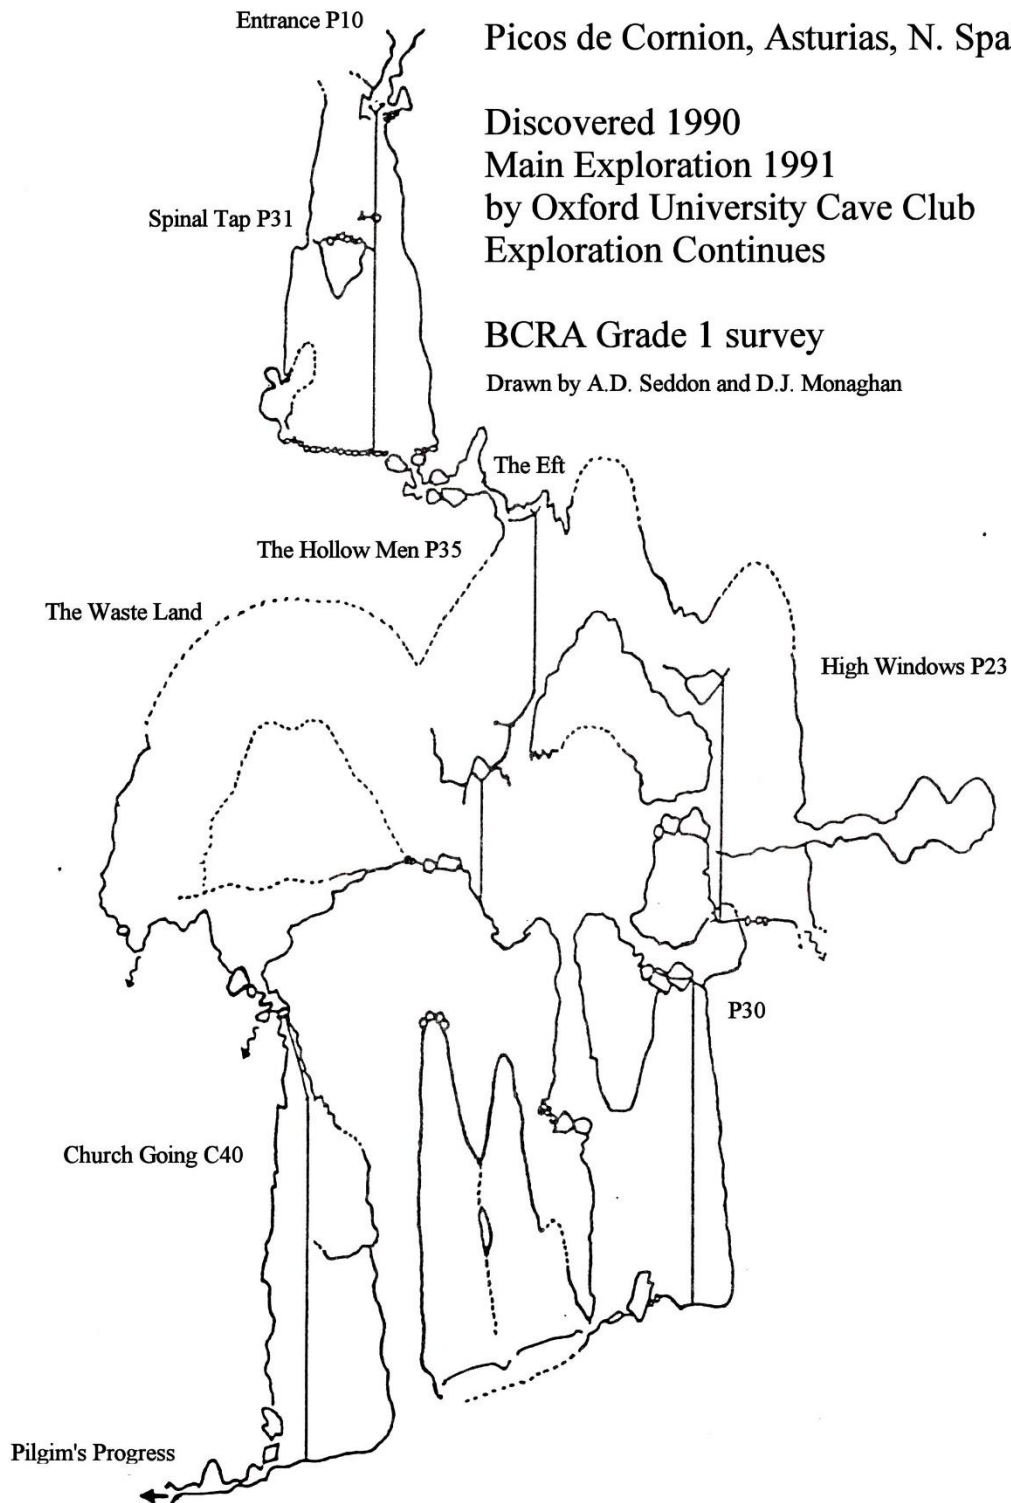 Entrance P10
Picos de Cornion, Asturias, N. Spa
Discovered 1990
Main Exploration 1991
by Oxford University Cave Club
Exploration Continues
Spinal Tap P31
BCRA Grade 1 survey
Drawn by A.D. Seddon and D.J. Monaghan
The Eft
The Hollow Men P35
The Waste Land
High Windows P23
P30
Church Going C40
Pilgim's Progress